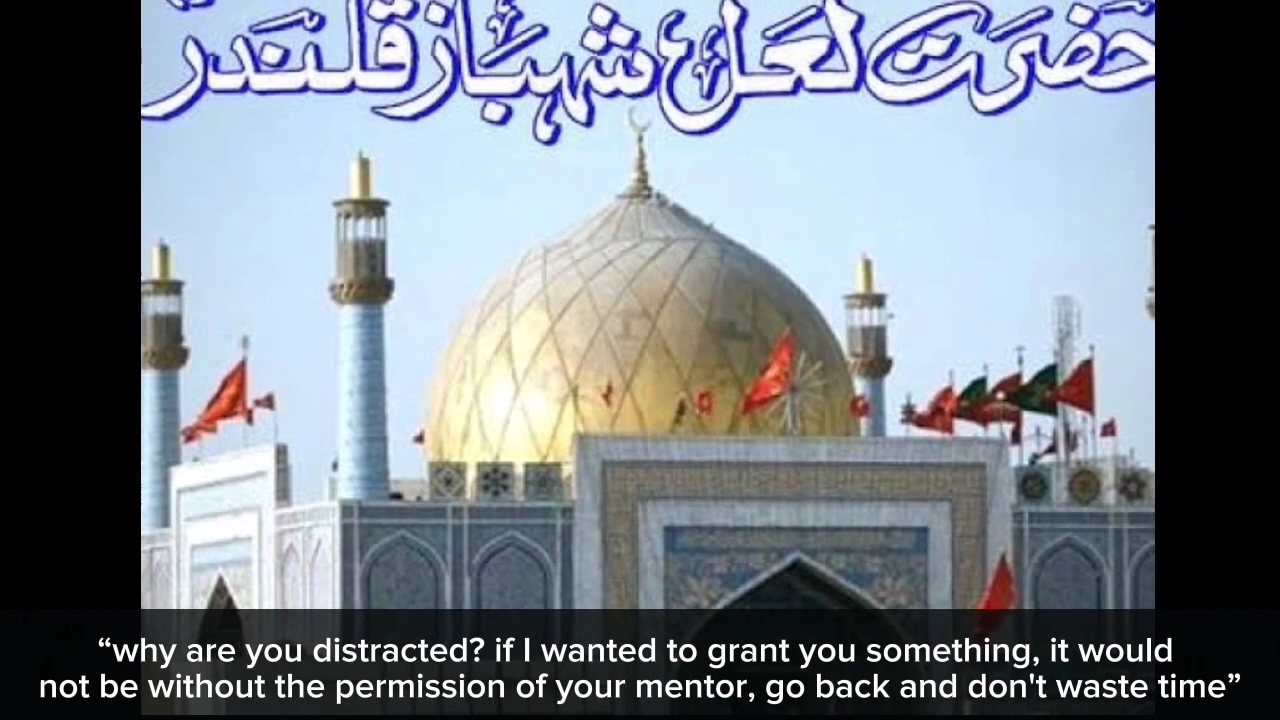 حضرت لعل شہباز قلندر
“why are you distracted? if I wanted to grant you something, it would
not be without the permission of your mentor, go back and don't waste time”